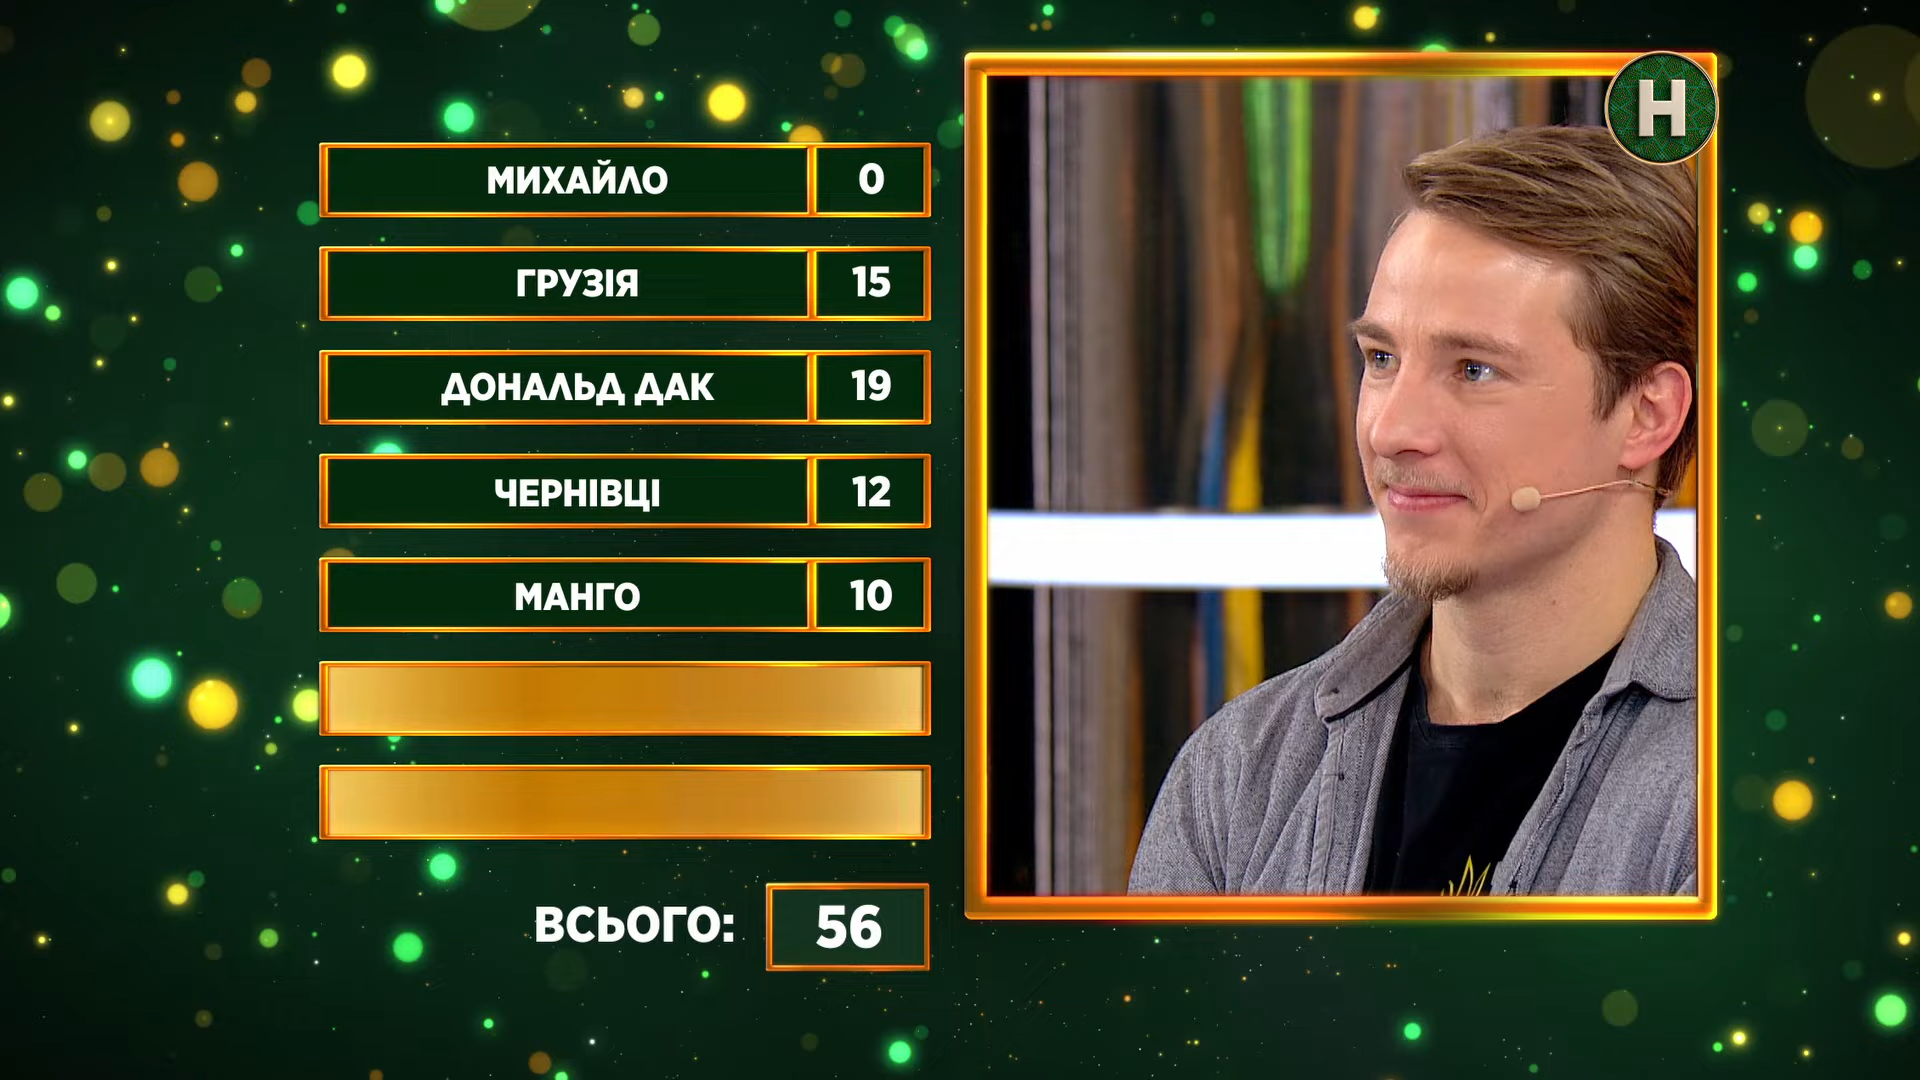 МИХАЙЛО 0
ГРУЗІЯ 15
ДОНАЛЬД ДАК 19
ЧЕРНІВЦІ 12
МАНГО 10
ВСЬОГО: 56
Н